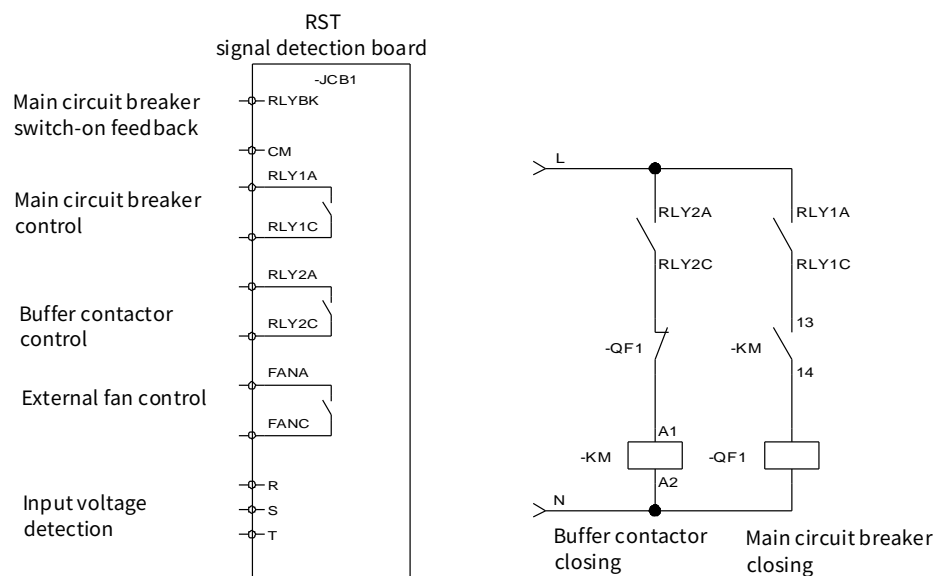 RST
signal detection board
-JCB1
Main circuit breaker
switch-on feedback
RLYBK
CM
Main circuit breaker
control
RLY1A
RLY1C
Buffer contactor
control
RLY2A
RLY2C
External fan control
FANA
FANC
Input voltage
detection
R
S
T
L
RLY2A
RLY2C
RLY1A
RLY1C
-QF1
-KM
13
14
-KM
A1
A2
-QF1
N
Buffer contactor
closing
Main circuit breaker
closing